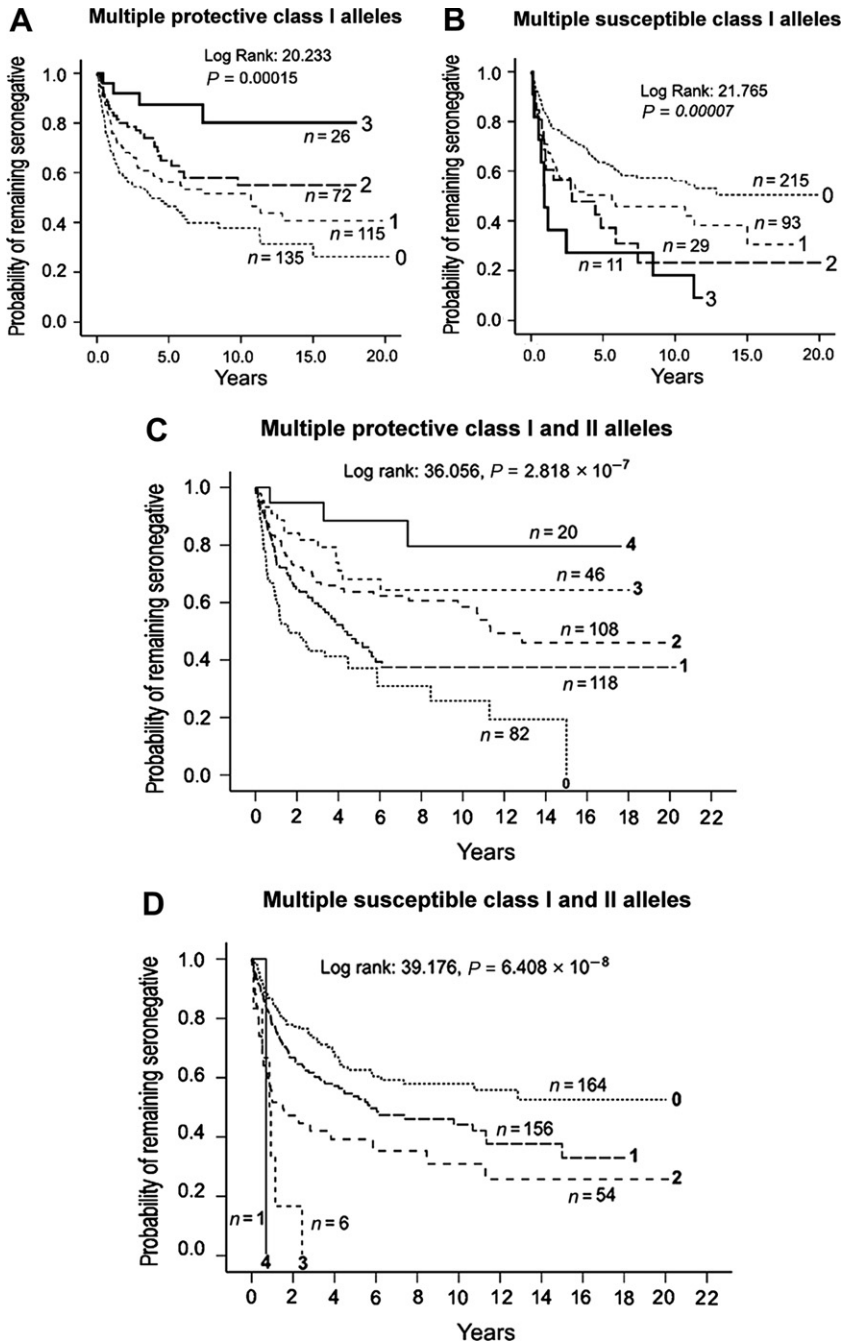 A Multiple protective class I alleles
Log Rank: 20.233
P = 0.00015
Probability of remaining seronegative
1.0
0.8
0.6
0.4
0.2
0.0
3
n = 26
2
n = 72
1
n = 115
0
n = 135
0.0 5.0 10.0 15.0 20.0
Years
B Multiple susceptible class I alleles
Log Rank: 21.765
P = 0.00007
Probability of remaining seronegative
1.0
0.8
0.6
0.4
0.2
0.0
n = 215
0
n = 93
1
n = 29
2
n = 11
3
0.0 5.0 10.0 15.0 20.0
Years
C Multiple protective class I and II alleles
Log rank: 36.056, P = 2.818 × 10⁻⁷
Probability of remaining seronegative
1.0
0.8
0.6
0.4
0.2
0.0
n = 20
4
n = 46
3
n = 108
2
1
n = 118
n = 82
0
0 2 4 6 8 10 12 14 16 18 20 22
Years
D Multiple susceptible class I and II alleles
Log rank: 39.176, P = 6.408 × 10⁻⁸
Probability of remaining seronegative
1.0
0.8
0.6
0.4
0.2
0.0
n = 164
0
n = 156
1
2
n = 54
n = 1
n = 6
4 3
0 2 4 6 8 10 12 14 16 18 20 22
Years